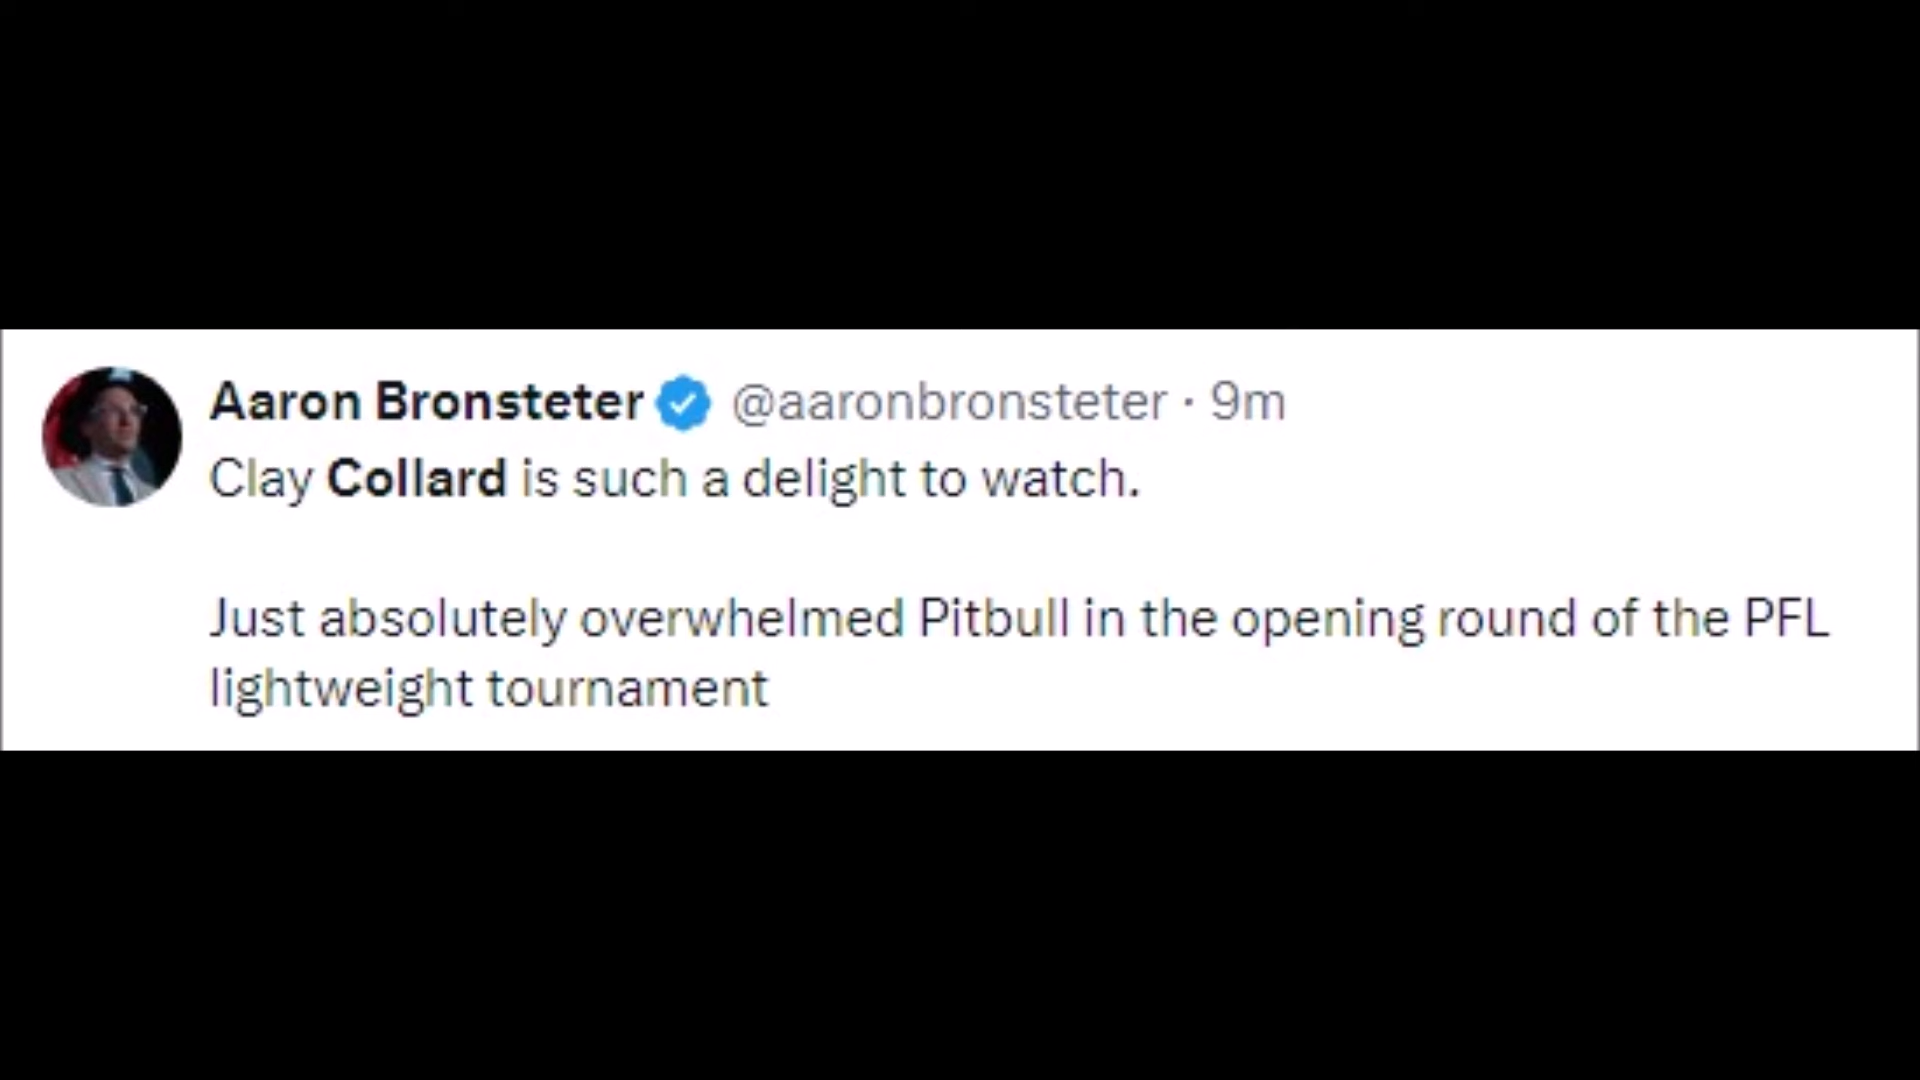 Aaron Bronsteter @aaronbronsteter · 9m
Clay Collard is such a delight to watch.
Just absolutely overwhelmed Pitbull in the opening round of the PFL
lightweight tournament